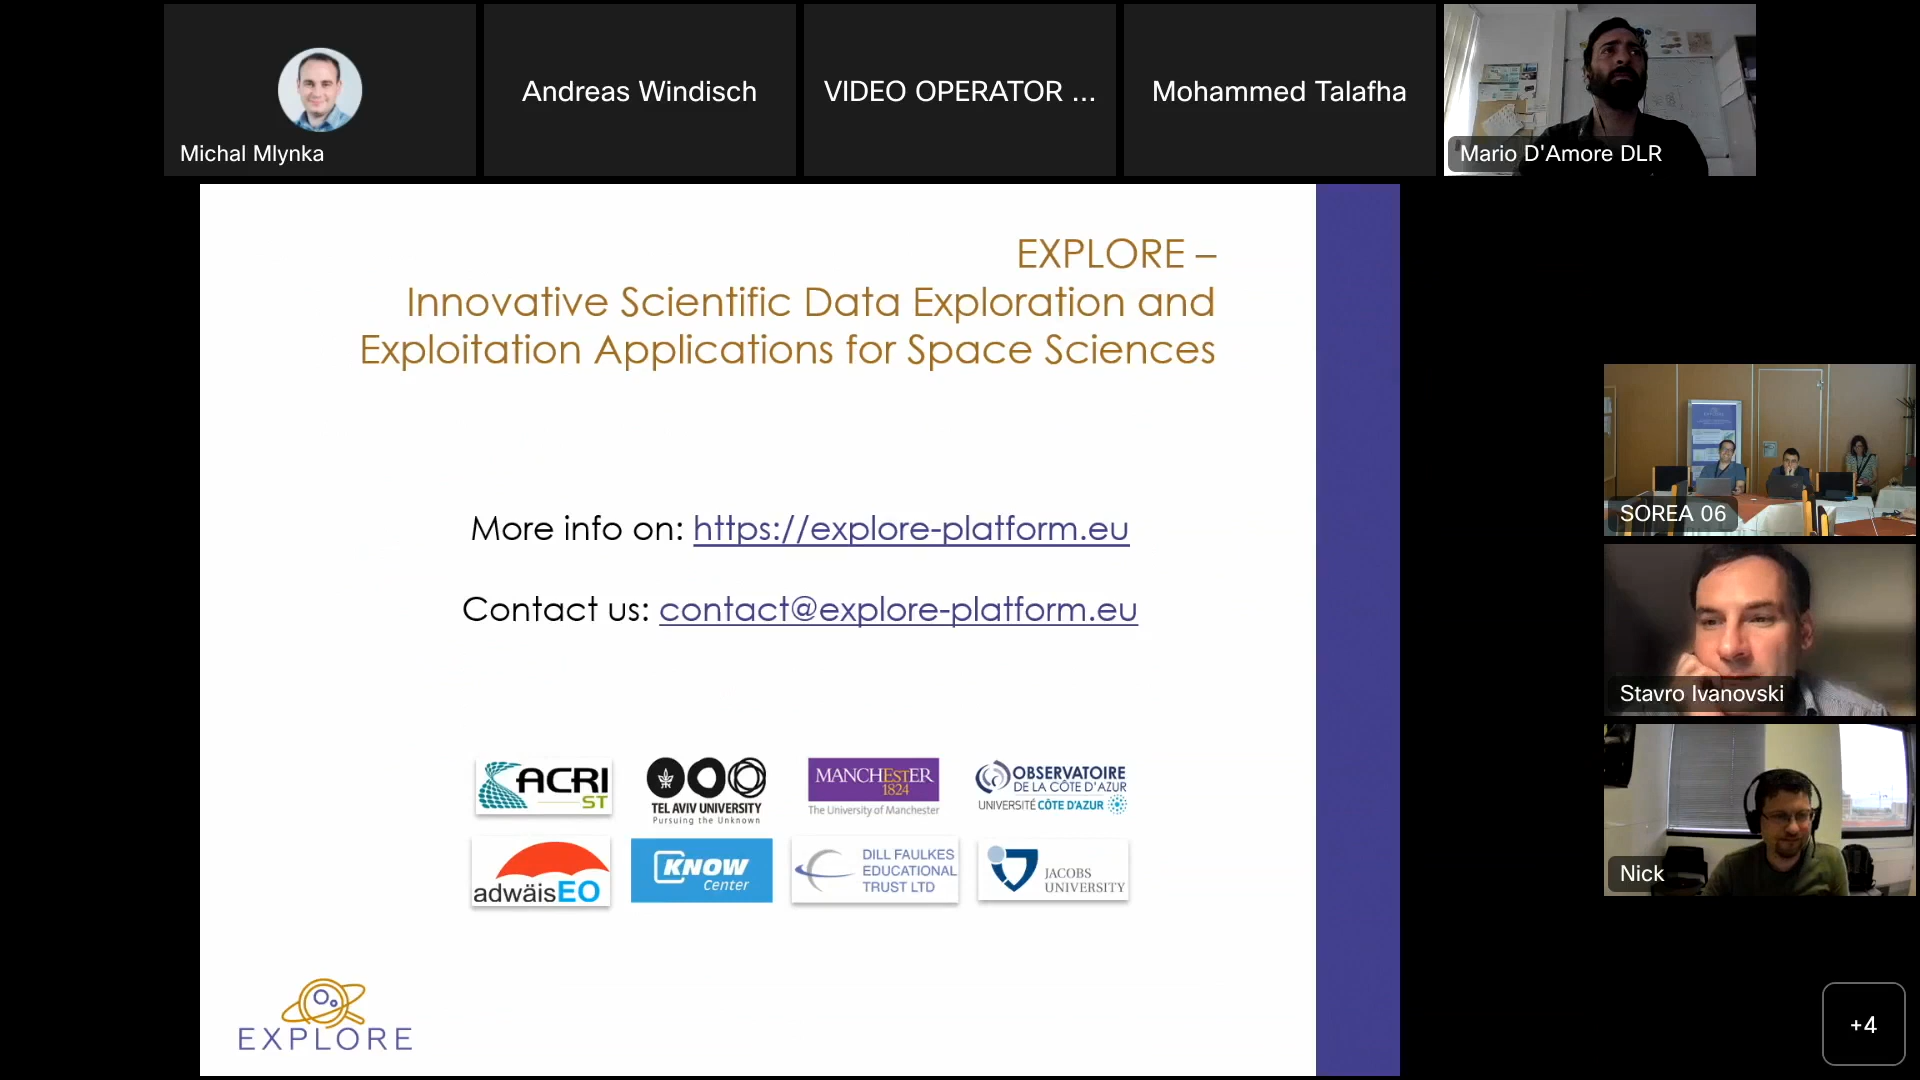 Michal Mlynka
Andreas Windisch
VIDEO OPERATOR ...
Mohammed Talafha
Mario D'Amore DLR
EXPLORE –
Innovative Scientific Data Exploration and
Exploitation Applications for Space Sciences
More info on: https://explore-platform.eu
Contact us: contact@explore-platform.eu
ACRI
ST
TEL AVIV UNIVERSITY
Pursuing the Unknown
MANCHESTER
1824
The University of Manchester
OBSERVATOIRE
DE LA CÔTE D'AZUR
UNIVERSITÉ CÔTE D'AZUR
adwäisEO
KNOW
Center
DILL FAULKES
EDUCATIONAL
TRUST LTD
JACOBS
UNIVERSITY
EXPLORE
SOREA 06
Stavro Ivanovski
Nick
+4